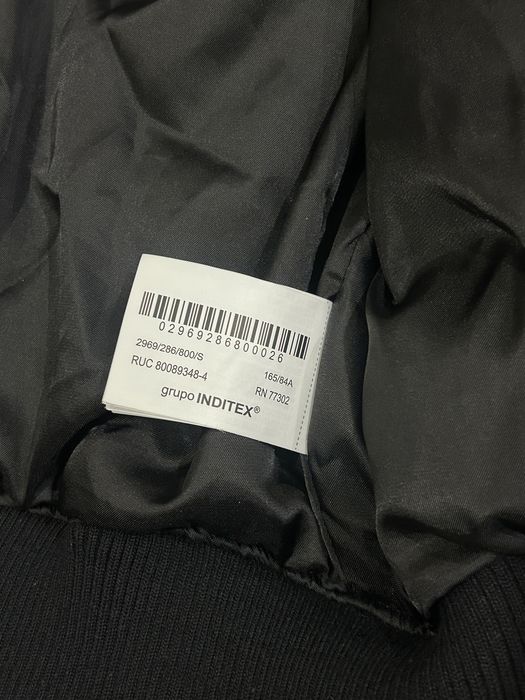 02969286800026
2969/286/800/S 165/84A
RUC 80089348-4 RN 77302
grupo INDITEX®